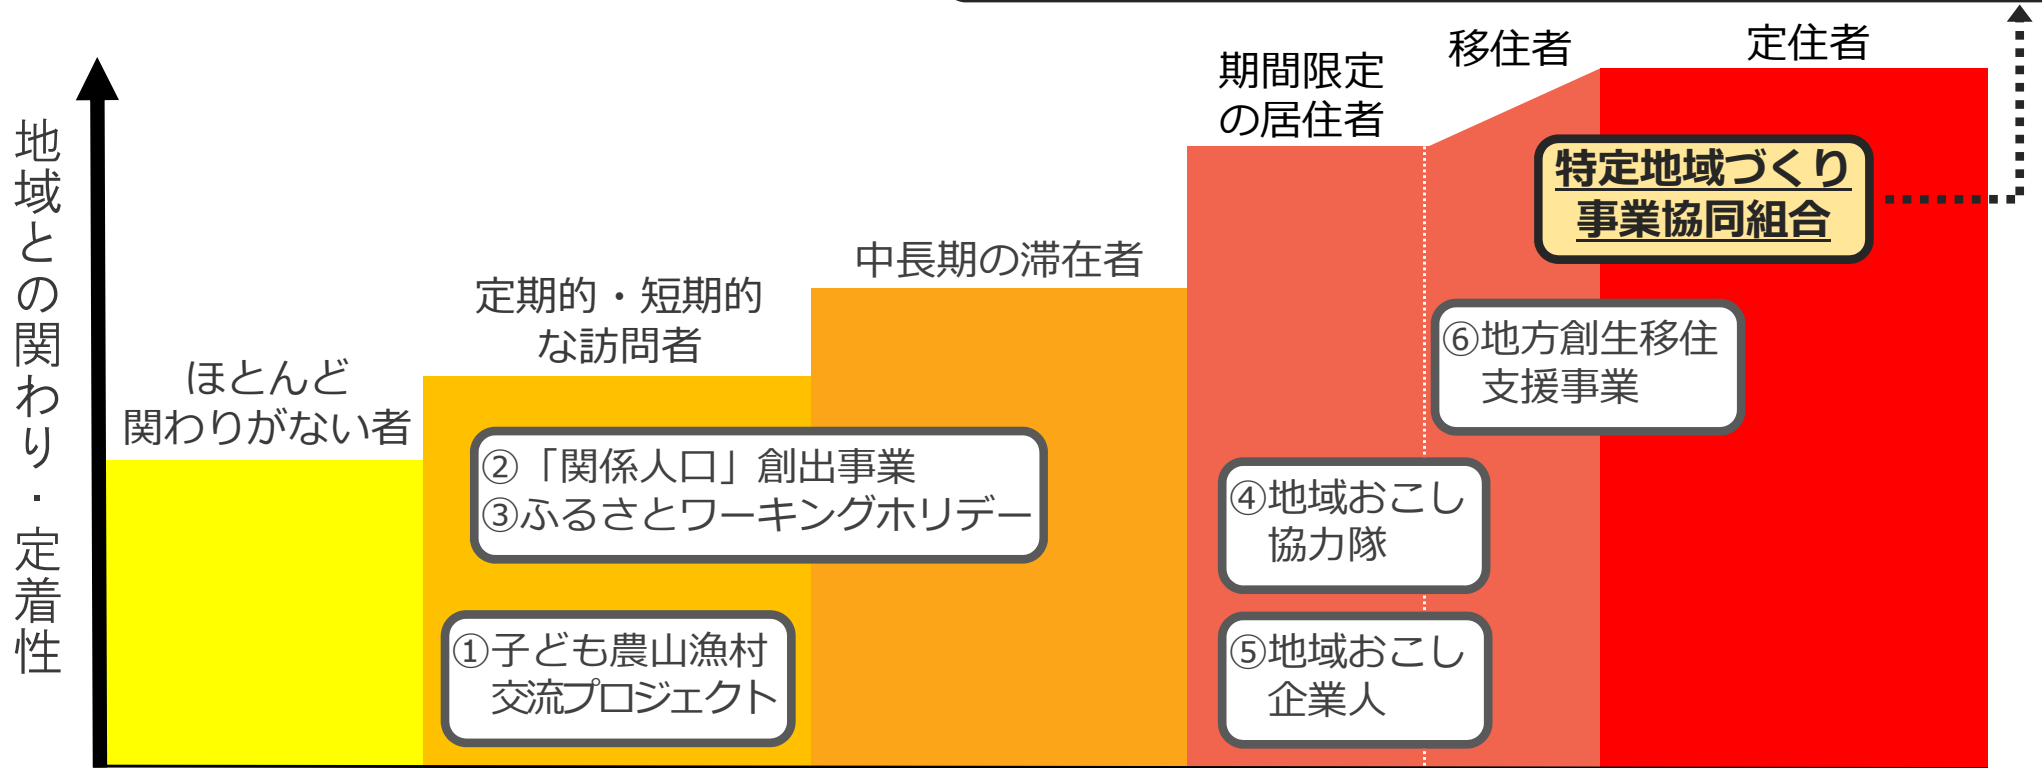 地域との関わり・定着性
ほとんど
関わりがない者
定期的・短期的
な訪問者
中長期の滞在者
期間限定
の居住者
移住者
定住者
特定地域づくり
事業協同組合
⑥地方創生移住
支援事業
②「関係人口」創出事業
③ふるさとワーキングホリデー
④地域おこし
協力隊
①子ども農山漁村
交流プロジェクト
⑤地域おこし
企業人